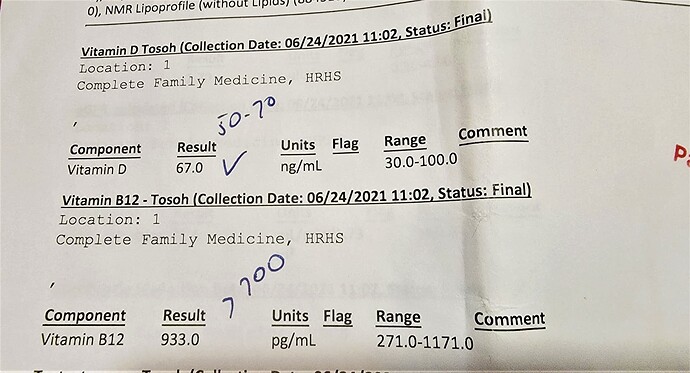 0), NMR Lipoprofile (without Lipids)
Vitamin D Tosoh (Collection Date: 06/24/2021 11:02, Status: Final)
Location: 1
Complete Family Medicine, HRHS
,
50-70
Component Result Units Flag Range Comment
Vitamin D 67.0 ✓ ng/mL 30.0-100.0
Vitamin B12 - Tosoh (Collection Date: 06/24/2021 11:02, Status: Final)
Location: 1
Complete Family Medicine, HRHS
,
7700
Component Result Units Flag Range Comment
Vitamin B12 933.0 pg/mL 271.0-1171.0